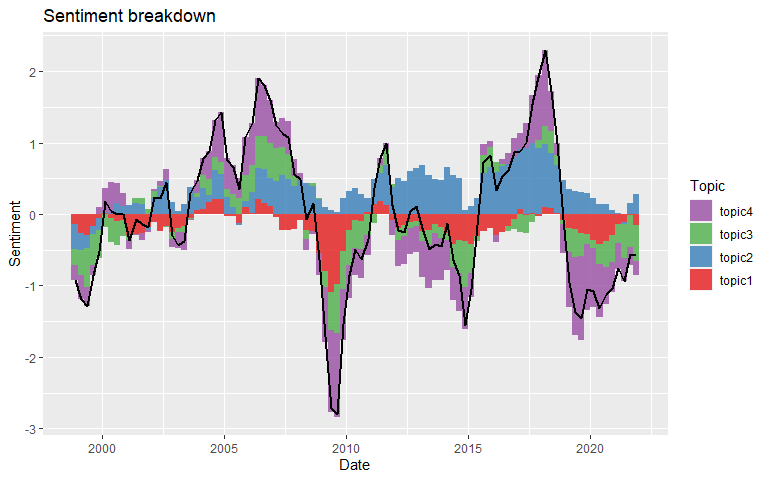 Sentiment breakdown
Sentiment
2
1
0
-1
-2
-3
2000
2005
2010
2015
2020
Date
Topic
topic4
topic3
topic2
topic1